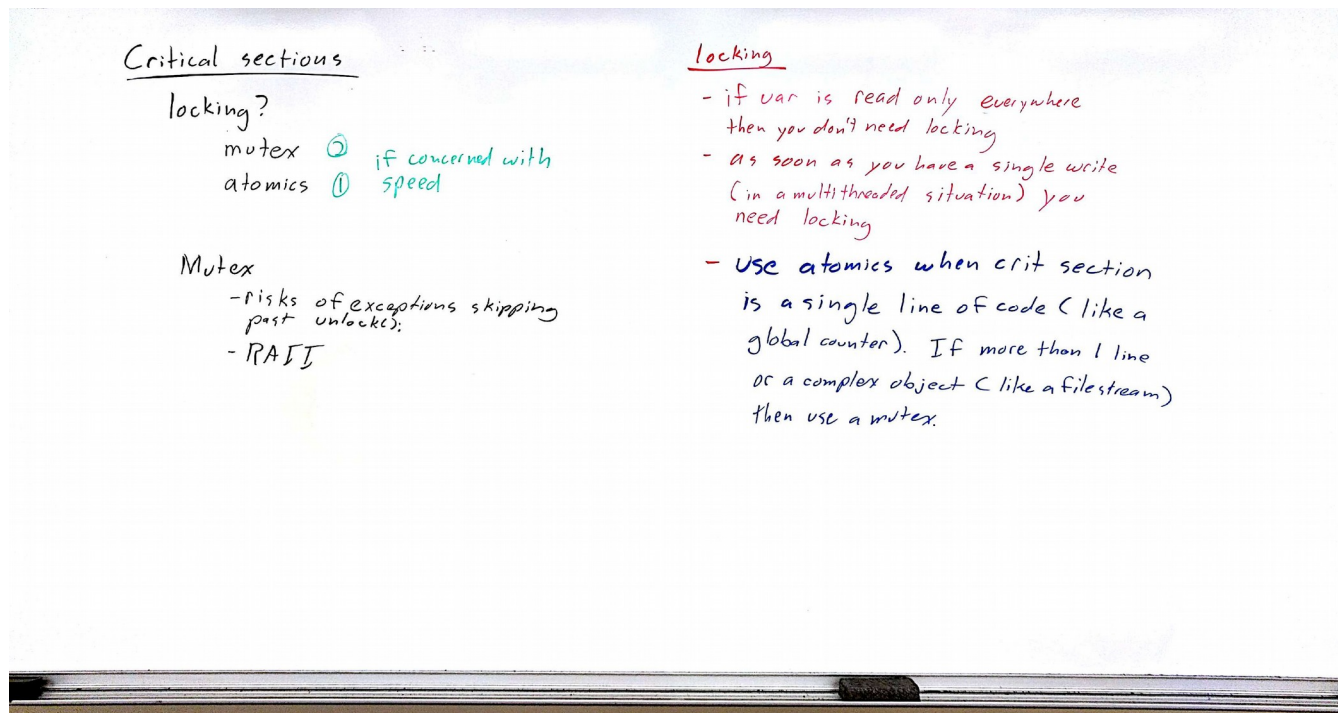 Critical sections
locking?
mutex ② if concerned with
atomics ① speed
Mutex
- risks of exceptions skipping
past unlock();
- RAII
locking
- if var is read only everywhere
then you don't need locking
- as soon as you have a single write
(in a multithreaded situation) you
need locking
- use atomics when crit section
is a single line of code (like a
global counter). If more than 1 line
or a complex object (like a filestream)
then use a mutex.